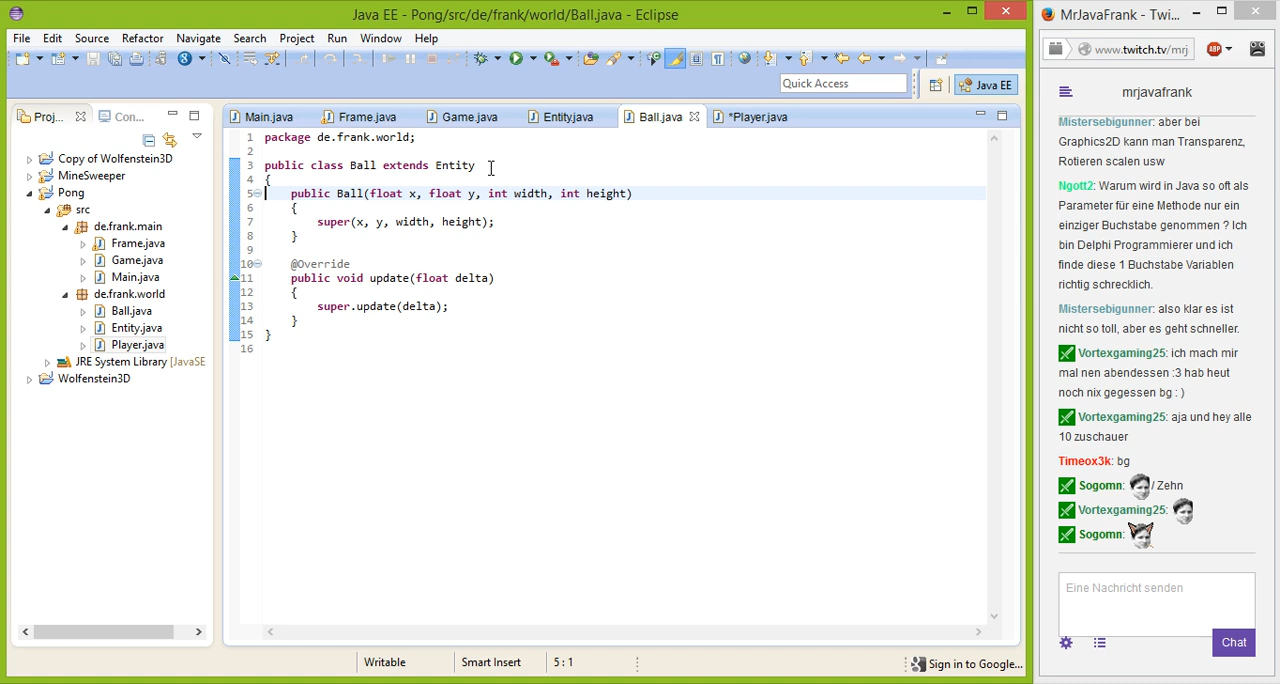 Java EE - Pong/src/de/frank/world/Ball.java - Eclipse
File Edit Source Refactor Navigate Search Project Run Window Help
Quick Access
Java EE
Proj...
Con...
Copy of Wolfenstein3D
MineSweeper
Pong
src
de.frank.main
Frame.java
Game.java
Main.java
de.frank.world
Ball.java
Entity.java
Player.java
JRE System Library [JavaSE
Wolfenstein3D
Main.java
Frame.java
Game.java
Entity.java
Ball.java
*Player.java
1 package de.frank.world;
2
3 public class Ball extends Entity
4 {
5 public Ball(float x, float y, int width, int height)
6 {
7 super(x, y, width, height);
8 }
9
10 @Override
11 public void update(float delta)
12 {
13 super.update(delta);
14 }
15 }
16
Writable
Smart Insert
5 : 1
Sign in to Google...
MrJavaFrank - Twi...
www.twitch.tv/mrj
ABP
mrjavafrank
Mistersebigunner: aber bei
Graphics2D kann man Transparenz,
Rotieren scalen usw
Ngott2: Warum wird in Java so oft als
Parameter für eine Methode nur ein
einziger Buchstabe genommen ? Ich
bin Delphi Programmierer und ich
finde diese 1 Buchstabe Variablen
richtig schrecklich.
Mistersebigunner: also klar es ist
nicht so toll, aber es geht schneller.
Vortexgaming25: ich mach mir
mal nen abendessen :3 hab heut
noch nix gegessen bg : )
Vortexgaming25: aja und hey alle
10 zuschauer
Timeox3k: bg
Sogomn: / Zehn
Vortexgaming25:
Sogomn:
Eine Nachricht senden
Chat